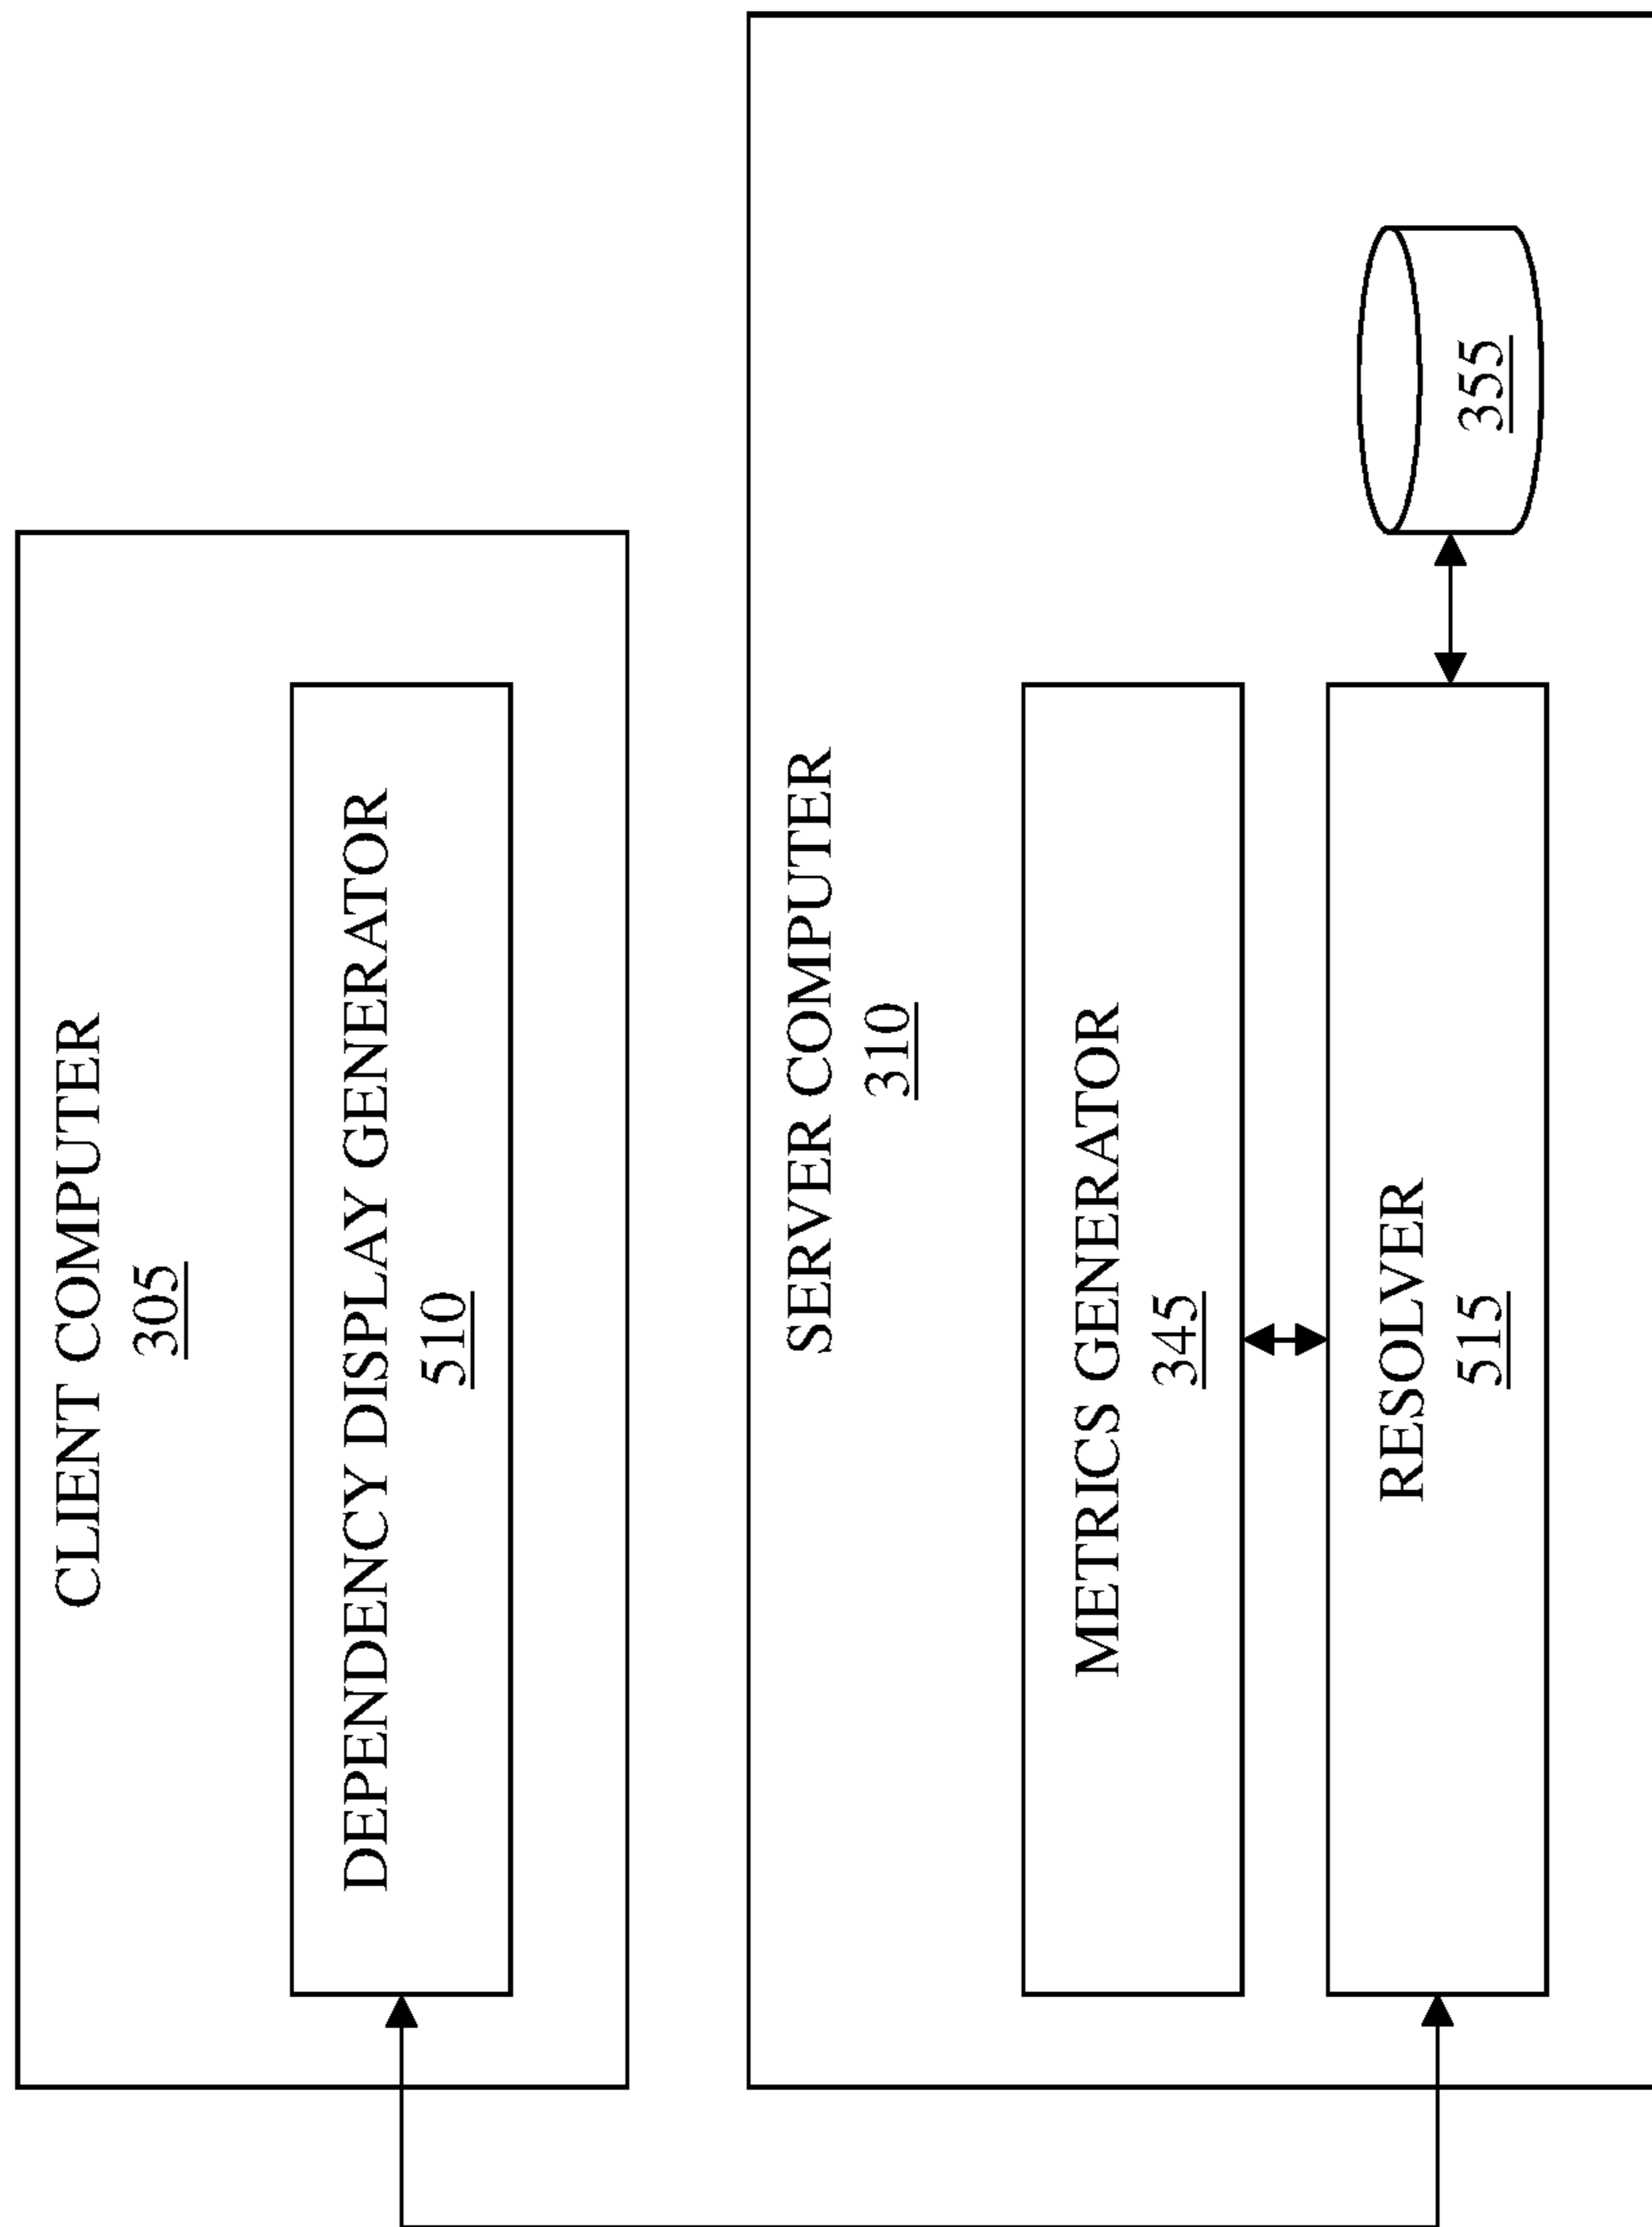 CLIENT COMPUTER
305
DEPENDENCY DISPLAY GENERATOR
510
SERVER COMPUTER
310
METRICS GENERATOR
345
RESOLVER
515
355